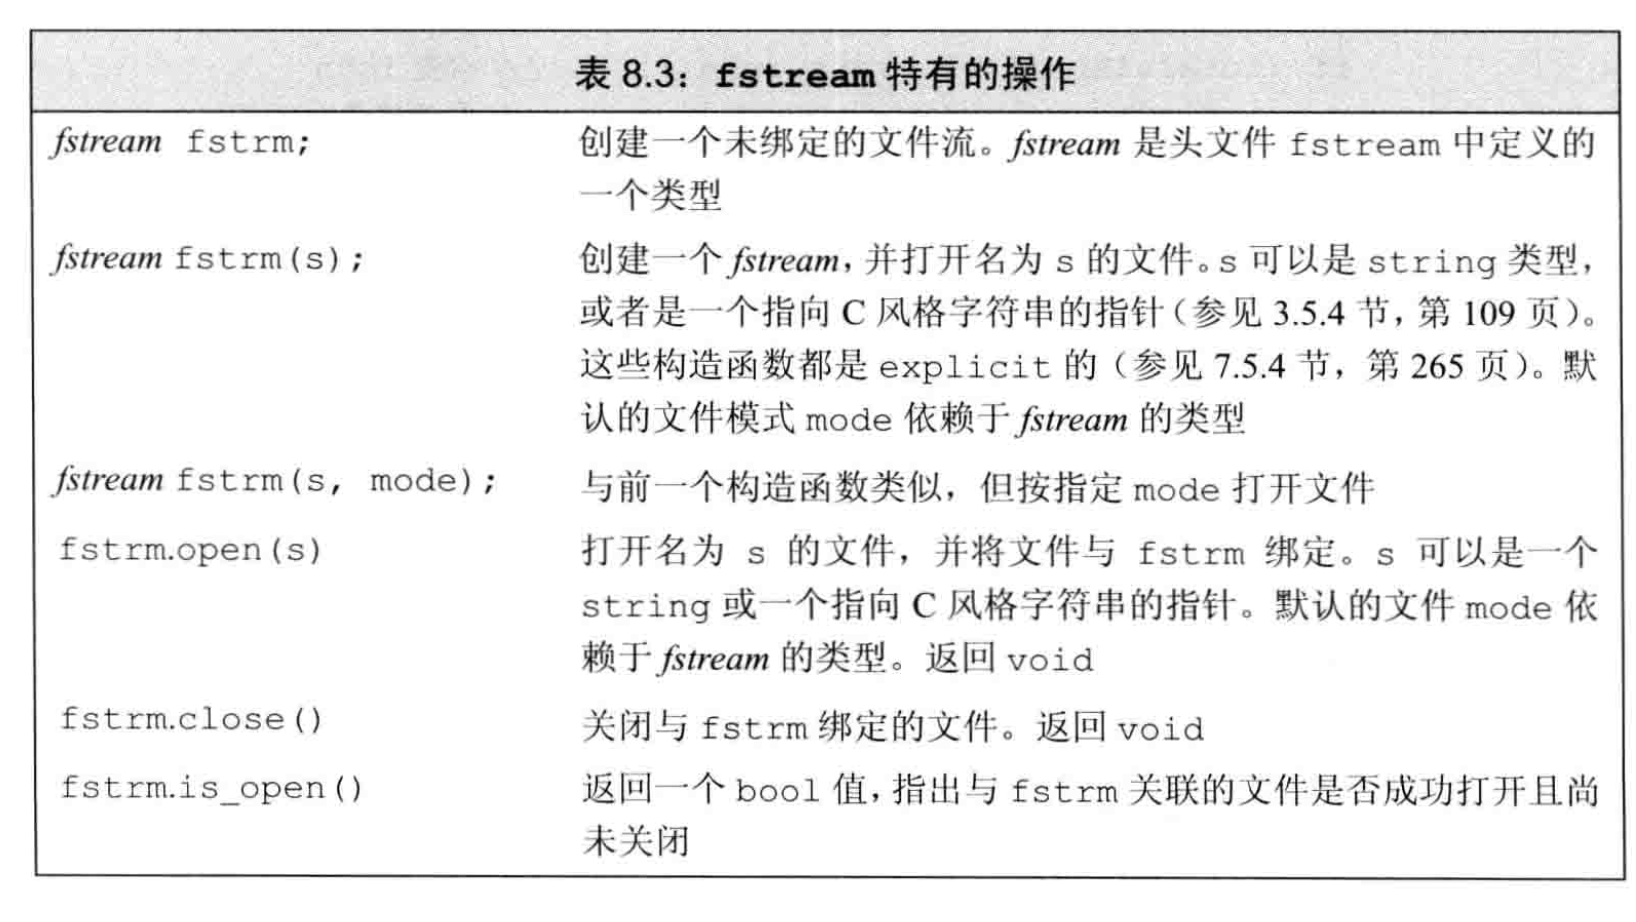 表 8.3：fstream 特有的操作
fstream fstrm; 创建一个未绑定的文件流。fstream 是头文件 fstream 中定义的
一个类型
fstream fstrm(s); 创建一个 fstream，并打开名为 s 的文件。s 可以是 string 类型，
或者是一个指向 C 风格字符串的指针（参见 3.5.4 节，第 109 页）。
这些构造函数都是 explicit 的（参见 7.5.4 节，第 265 页）。默
认的文件模式 mode 依赖于 fstream 的类型
fstream fstrm(s, mode); 与前一个构造函数类似，但按指定 mode 打开文件
fstrm.open(s) 打开名为 s 的文件，并将文件与 fstrm 绑定。s 可以是一个
string 或一个指向 C 风格字符串的指针。默认的文件 mode 依
赖于 fstream 的类型。返回 void
fstrm.close() 关闭与 fstrm 绑定的文件。返回 void
fstrm.is_open() 返回一个 bool 值，指出与 fstrm 关联的文件是否成功打开且尚
未关闭